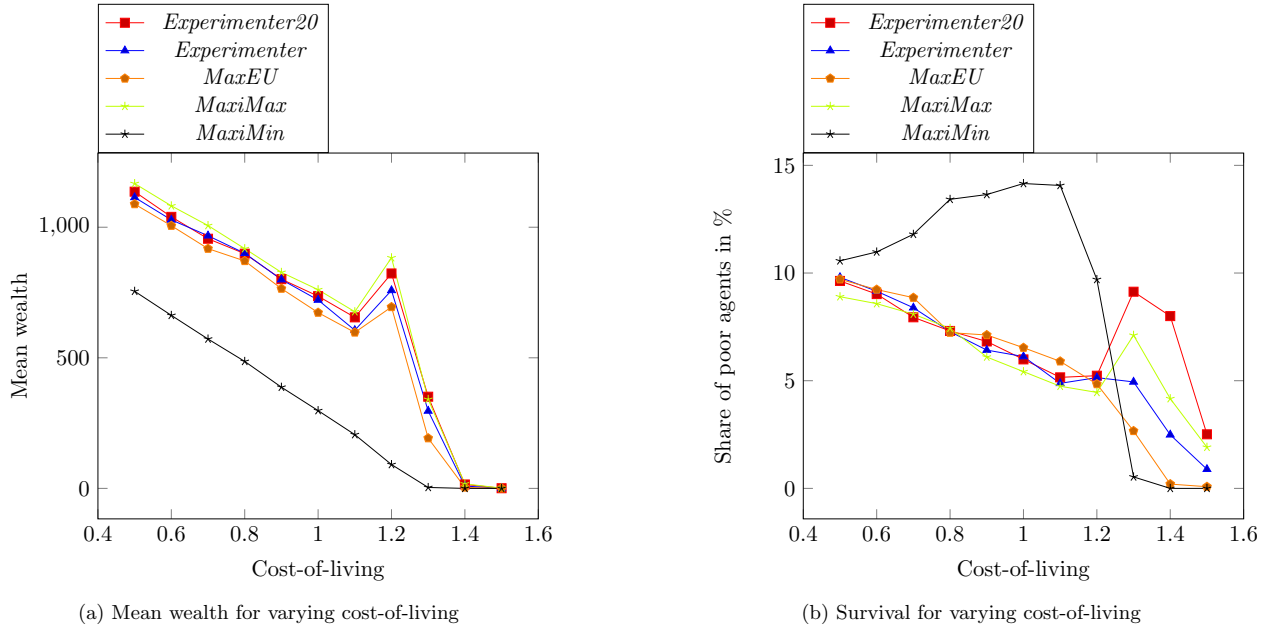 Experimenter20
Experimenter
MaxEU
MaxiMax
MaxiMin
1,000
500
0
Mean wealth
0.4 0.6 0.8 1 1.2 1.4 1.6
Cost-of-living
(a) Mean wealth for varying cost-of-living
Experimenter20
Experimenter
MaxEU
MaxiMax
MaxiMin
15
10
5
0
Share of poor agents in %
0.4 0.6 0.8 1 1.2 1.4 1.6
Cost-of-living
(b) Survival for varying cost-of-living